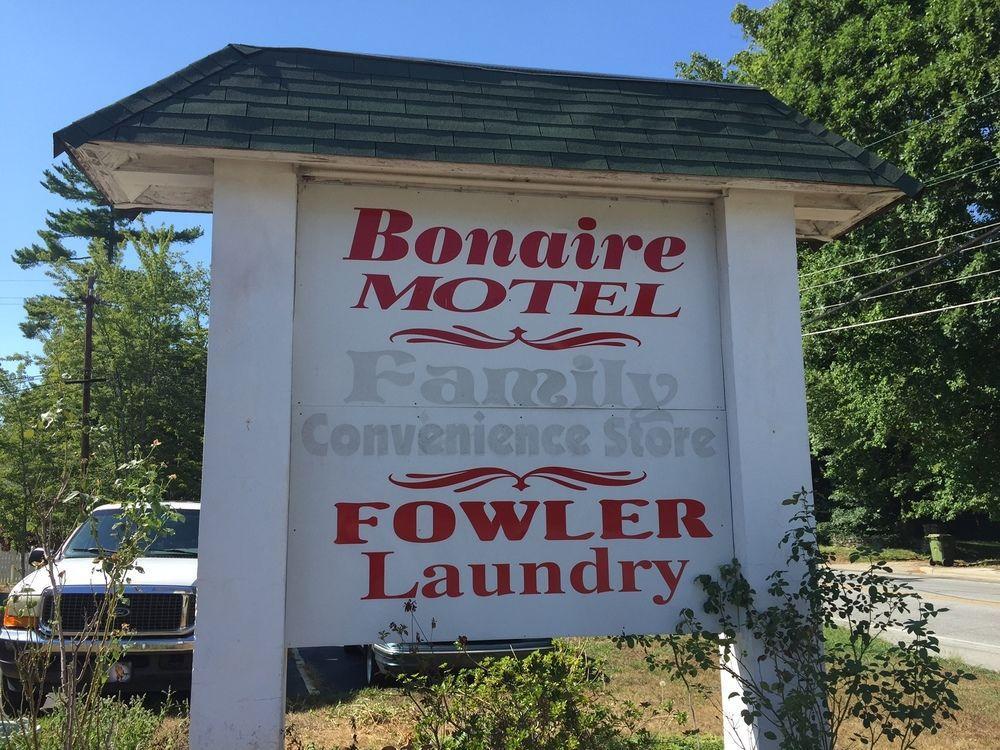 Bonaire
MOTEL
Family
Convenience Store
FOWLER
Laundry